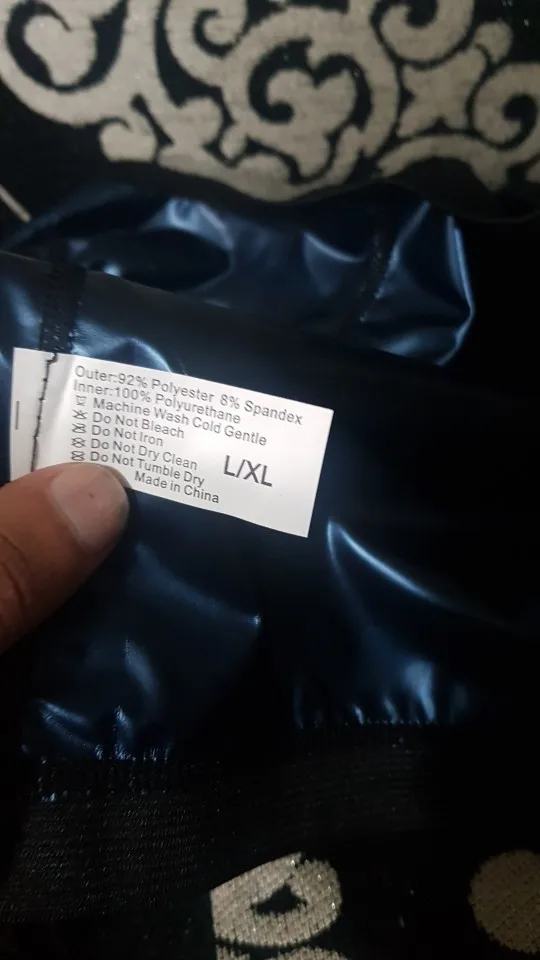 Outer:92% Polyester 8% Spandex
Inner:100% Polyurethane
Machine Wash Cold Gentle
Do Not Bleach
Do Not Iron
Do Not Dry Clean
Do Not Tumble Dry
L/XL
Made in China